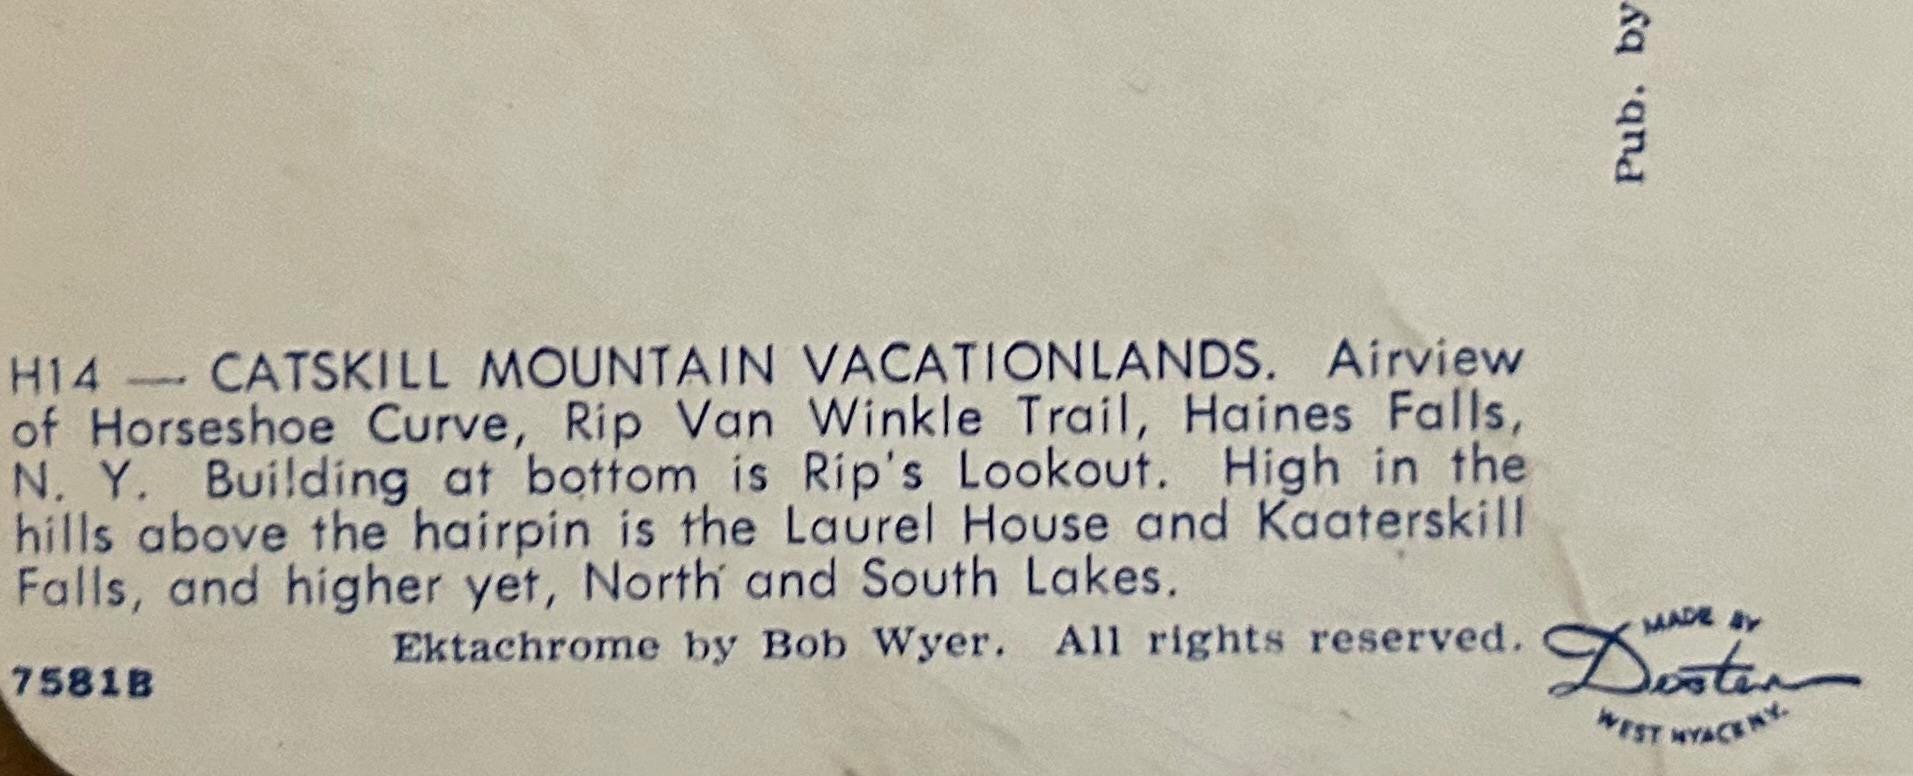 Pub. by
H14 — CATSKILL MOUNTAIN VACATIONLANDS. Airview
of Horseshoe Curve, Rip Van Winkle Trail, Haines Falls,
N. Y. Building at bottom is Rip's Lookout. High in the
hills above the hairpin is the Laurel House and Kaaterskill
Falls, and higher yet, North and South Lakes.
Ektachrome by Bob Wyer. All rights reserved.
7581B
MADE BY
Dexter
WEST NYACK N.Y.